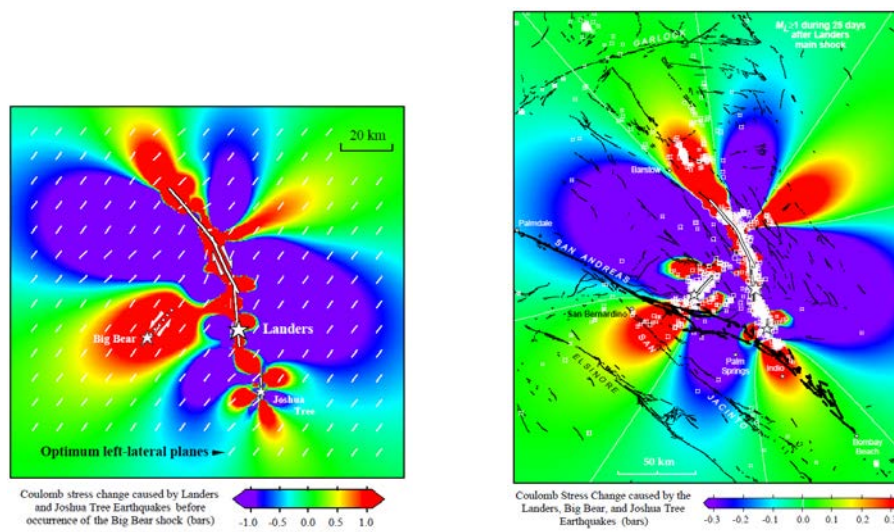 20 km
Landers
Big Bear
Joshua
Tree
Optimum left-lateral planes
Coulomb stress change caused by Landers
and Joshua Tree Earthquakes before
occurrence of the Big Bear shock (bars)
-1.0 -0.5 0.0 0.5 1.0
M_L ≥1 during 25 days
after Landers
main shock
GARLOCK
Barstow
Palmdale
SAN ANDREAS
San Bernardino
SAN JACINTO
ELSINORE
Palm
Springs
Indio
Bombay
Beach
50 km
Coulomb Stress Change caused by the
Landers, Big Bear, and Joshua Tree
Earthquakes (bars)
-0.3 -0.2 -0.1 0.0 0.1 0.2